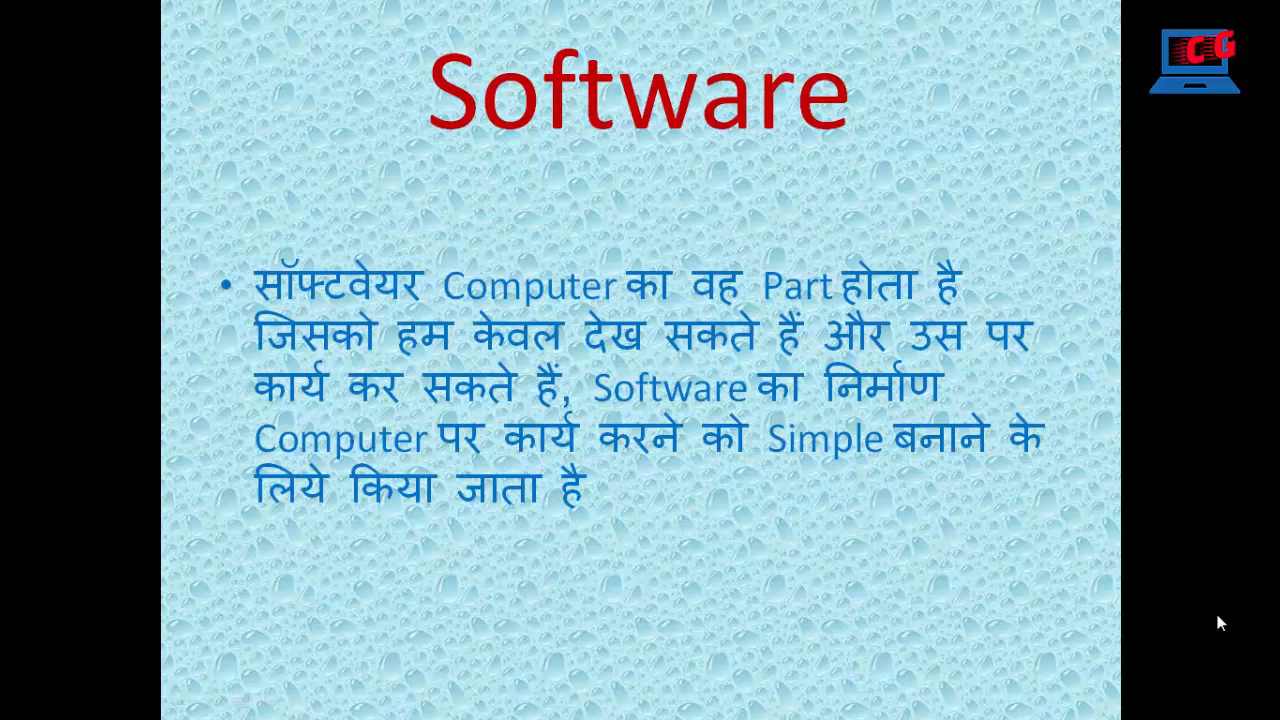 CG
Software
• सॉफ्टवेयर Computer का वह Part होता है
जिसको हम केवल देख सकते हैं और उस पर
कार्य कर सकते हैं, Software का निर्माण
Computer पर कार्य करने को Simple बनाने के
लिये किया जाता है